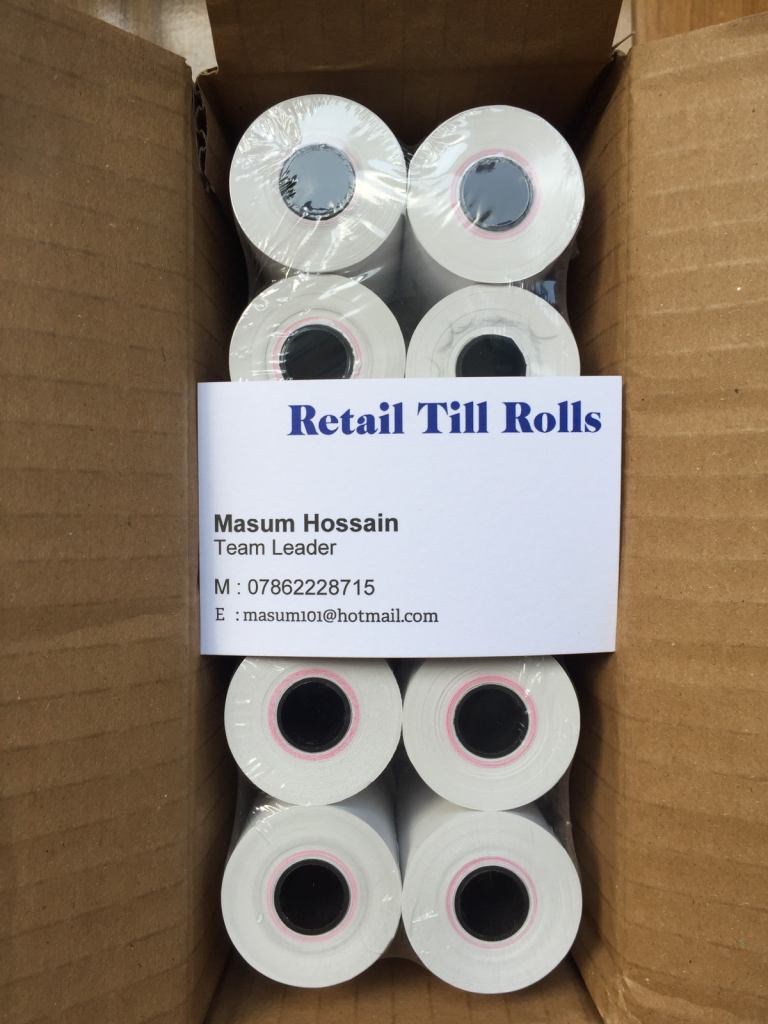 Retail Till Rolls
Masum Hossain
Team Leader
M : 07862228715
E : masum101@hotmail.com